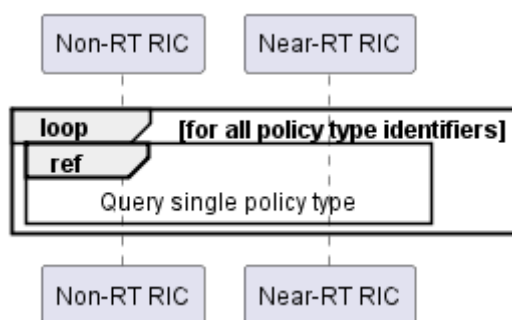 Non-RT RIC
Near-RT RIC
loop
[for all policy type identifiers]
ref
Query single policy type
Non-RT RIC
Near-RT RIC